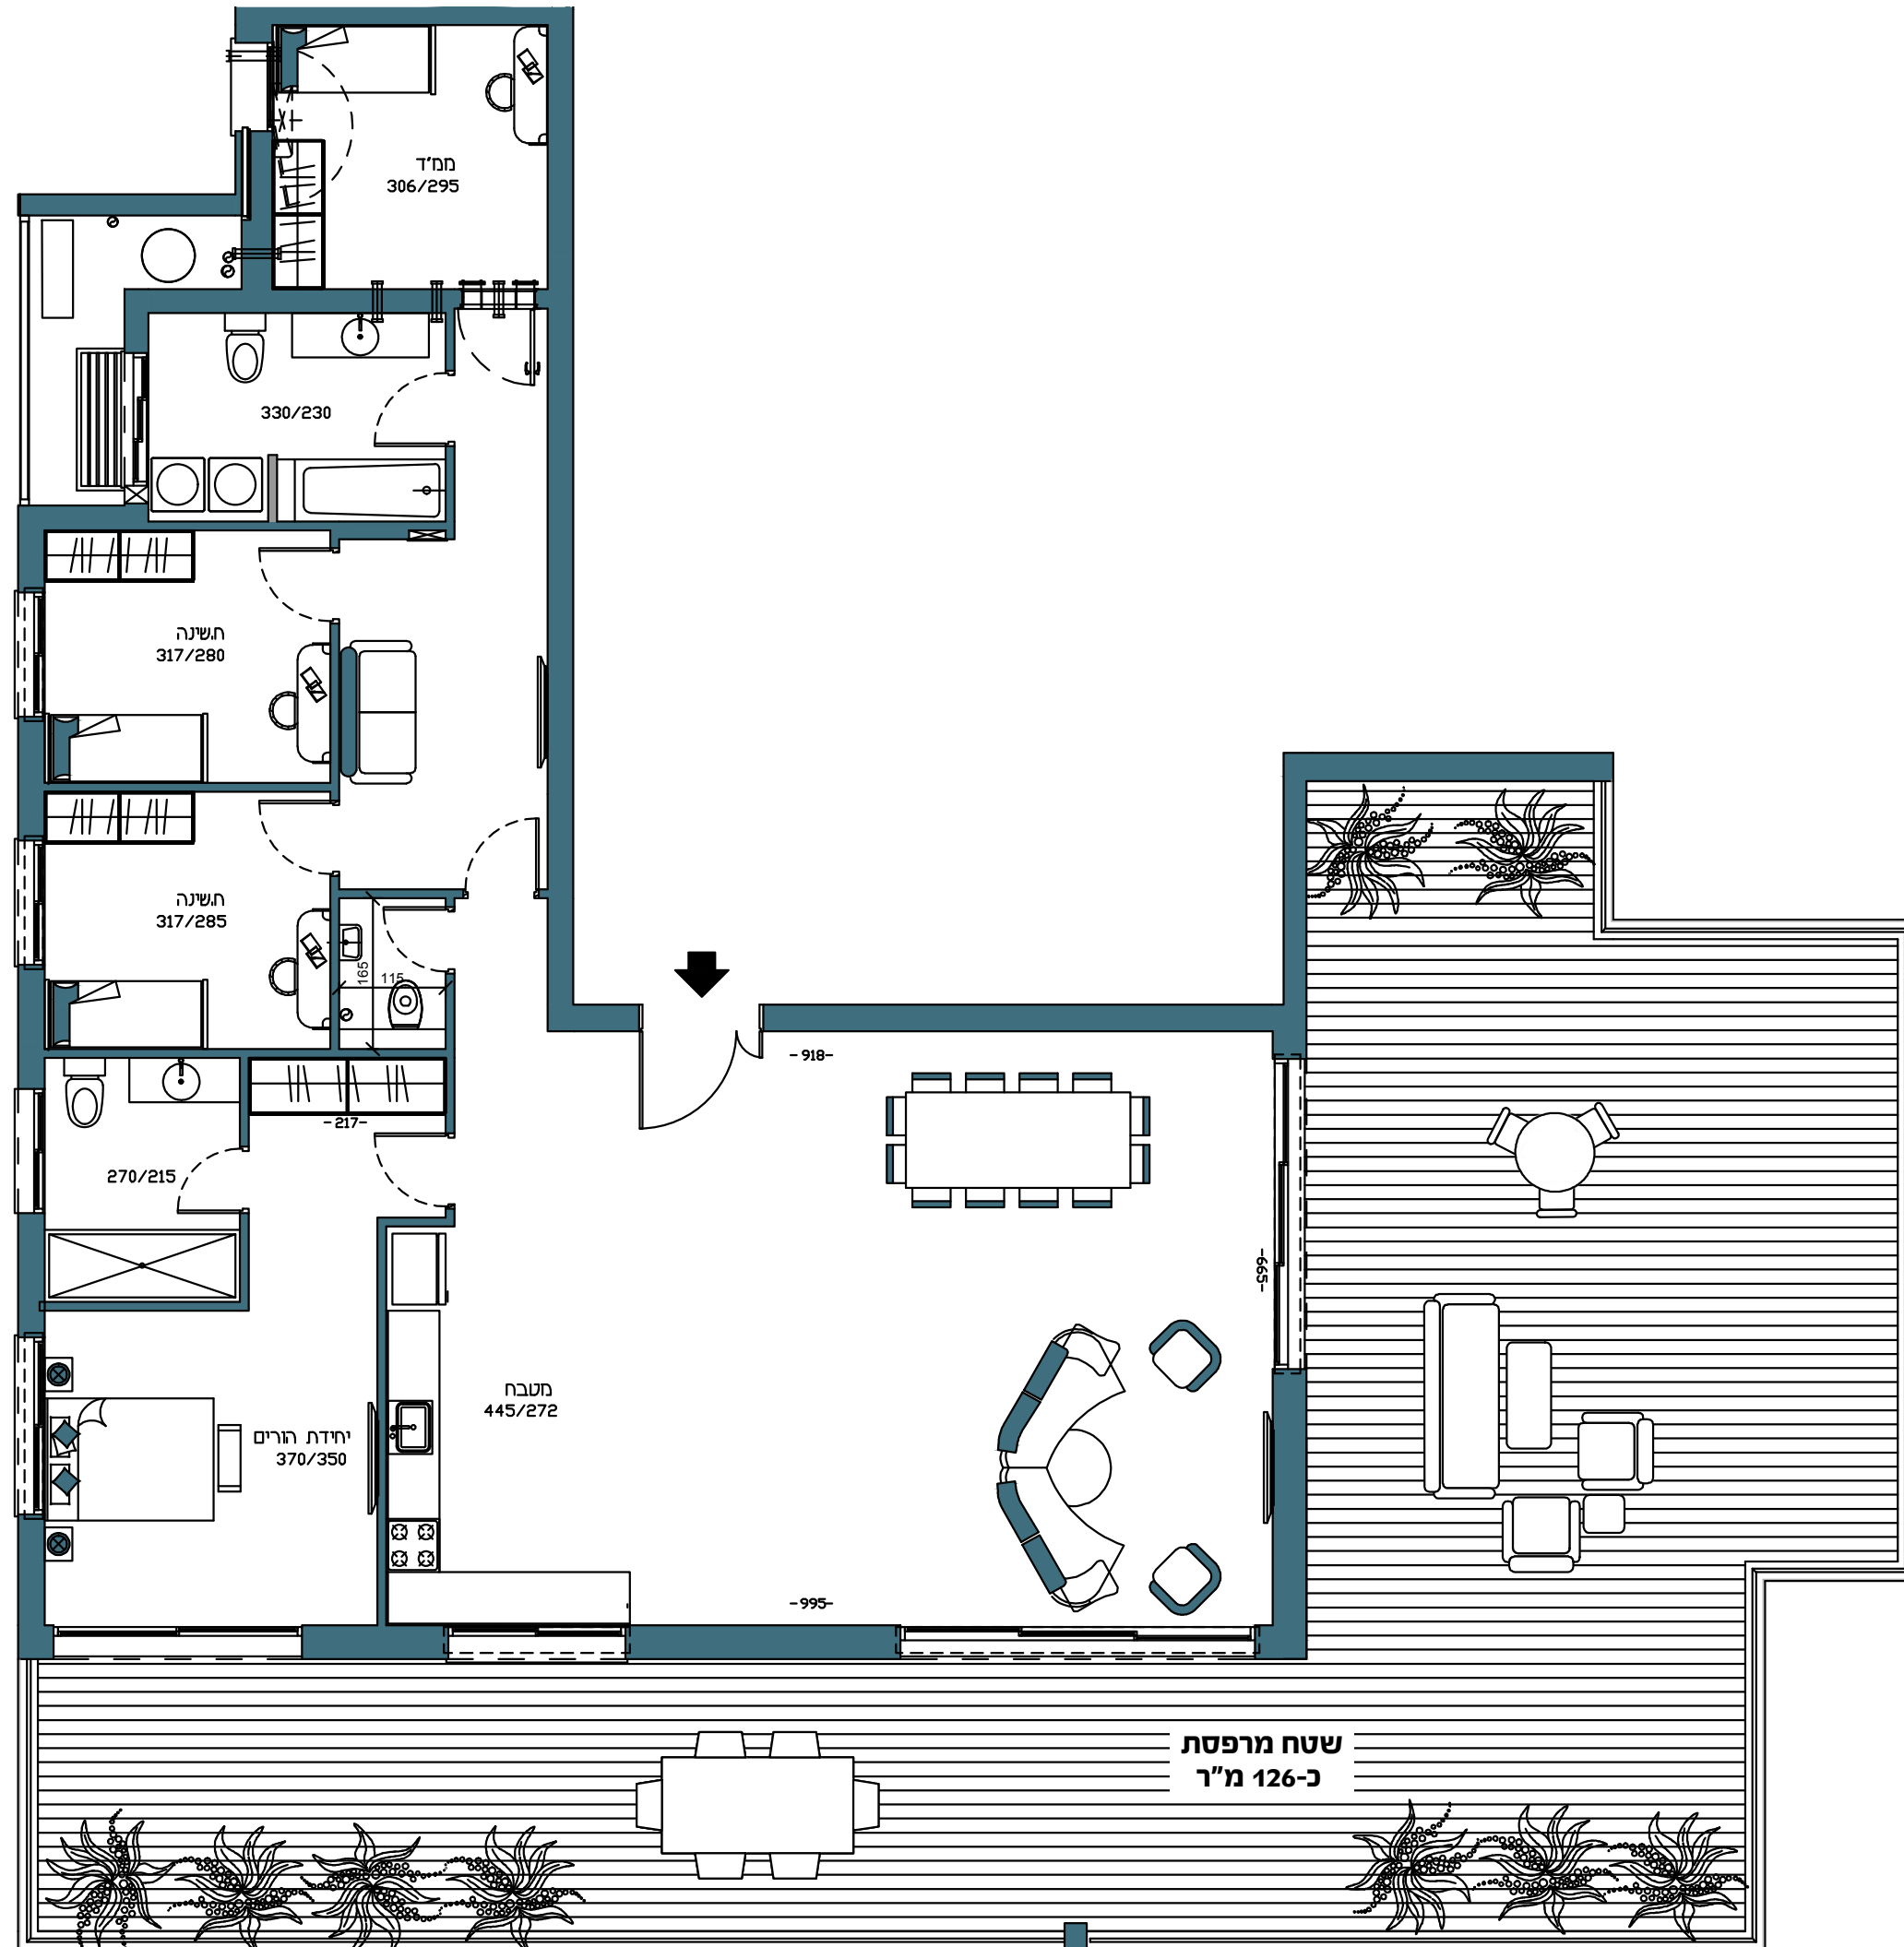 ממ"ד
306/295
330/230
ח.שינה
317/280
ח.שינה
317/285
165
115
-918-
-217-
270/215
-665-
מטבח
445/272
יחידת הורים
370/350
-995-
שטח מרפסת
כ-126 מ"ר